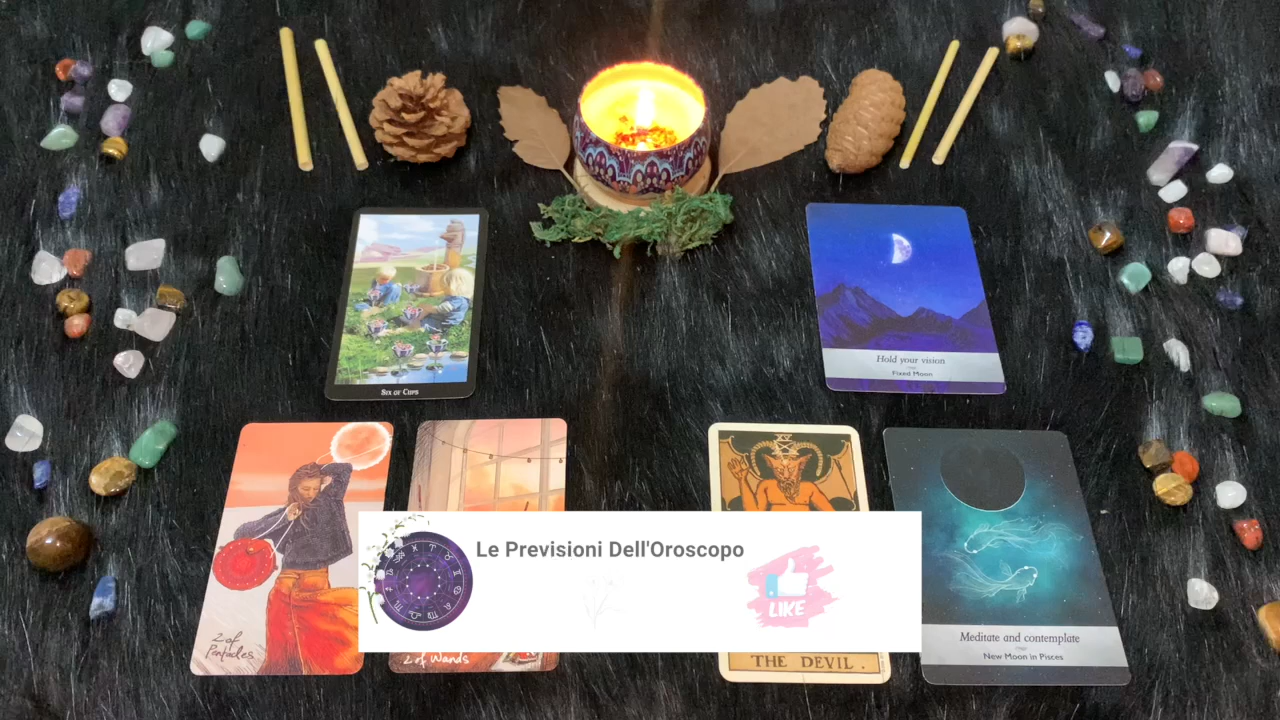 Six of Cups
Hold your vision
Fixed Moon
XV
2 of
Pentacles
2 of Wands
Le Previsioni Dell'Oroscopo
LIKE
THE DEVIL.
Meditate and contemplate
New Moon in Pisces